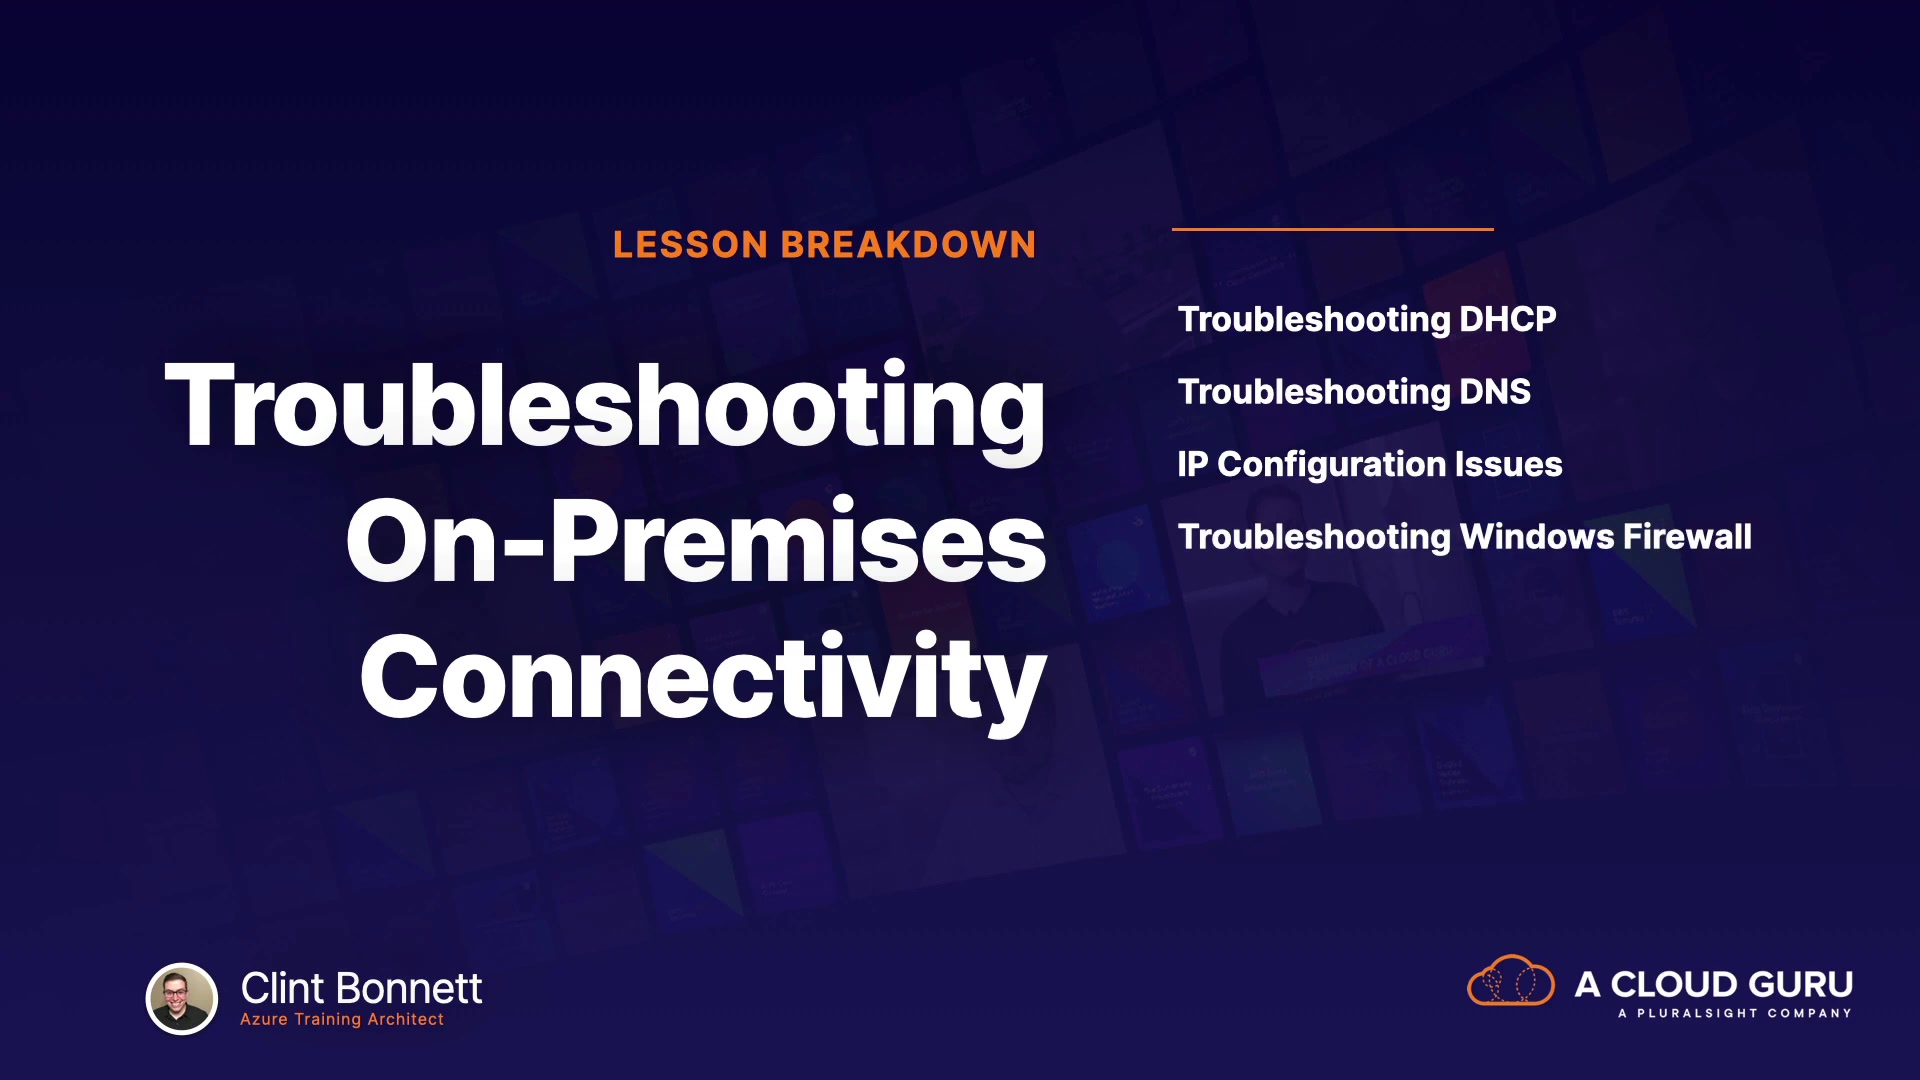 LESSON BREAKDOWN
Troubleshooting
On-Premises
Connectivity
Troubleshooting DHCP
Troubleshooting DNS
IP Configuration Issues
Troubleshooting Windows Firewall
Clint Bonnett
Azure Training Architect
A CLOUD GURU
A PLURALSIGHT COMPANY